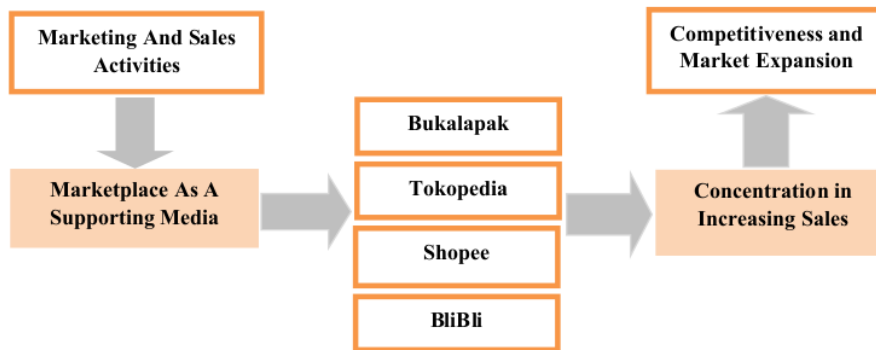 Marketing And Sales
Activities
Marketplace As A
Supporting Media
Bukalapak
Tokopedia
Shopee
BliBli
Concentration in
Increasing Sales
Competitiveness and
Market Expansion